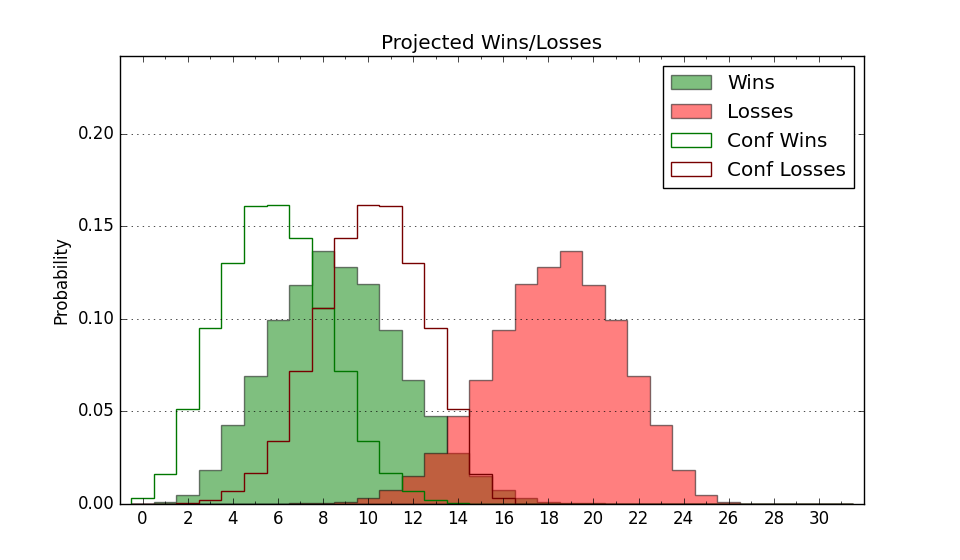 Projected Wins/Losses
Wins
Losses
Conf Wins
Conf Losses
Probability
0.20
0.15
0.10
0.05
0.00
0 2 4 6 8 10 12 14 16 18 20 22 24 26 28 30